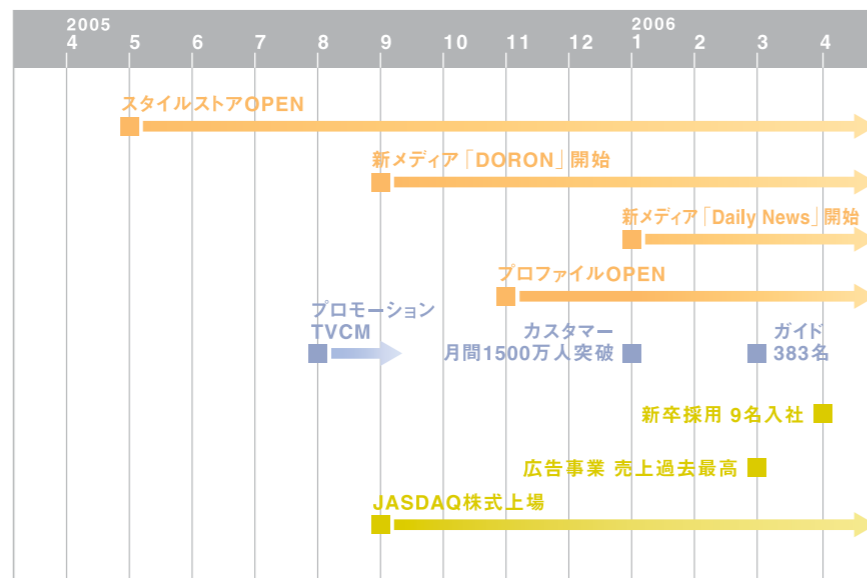 2005 2006
4 5 6 7 8 9 10 11 12 1 2 3 4
スタイルストアOPEN
新メディア「DORON」開始
新メディア「Daily News」開始
プロファイルOPEN
プロモーション
TVCM
カスタマー
月間1500万人突破
ガイド
383名
新卒採用 9名入社
広告事業 売上過去最高
JASDAQ株式上場